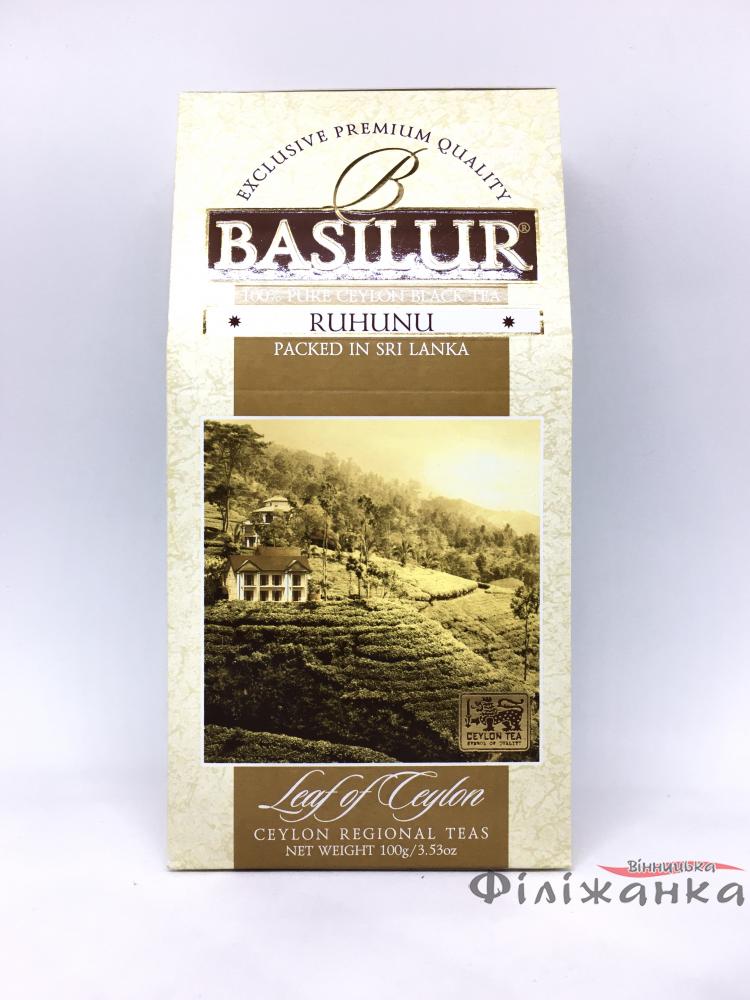 EXCLUSIVE PREMIUM QUALITY
B
BASILUR®
100% PURE CEYLON BLACK TEA
RUHUNU
PACKED IN SRI LANKA
CEYLON TEA
SYMBOL OF QUALITY
Leaf of Ceylon
CEYLON REGIONAL TEAS
NET WEIGHT 100g/3.53oz
Вінницька
Філіжанка